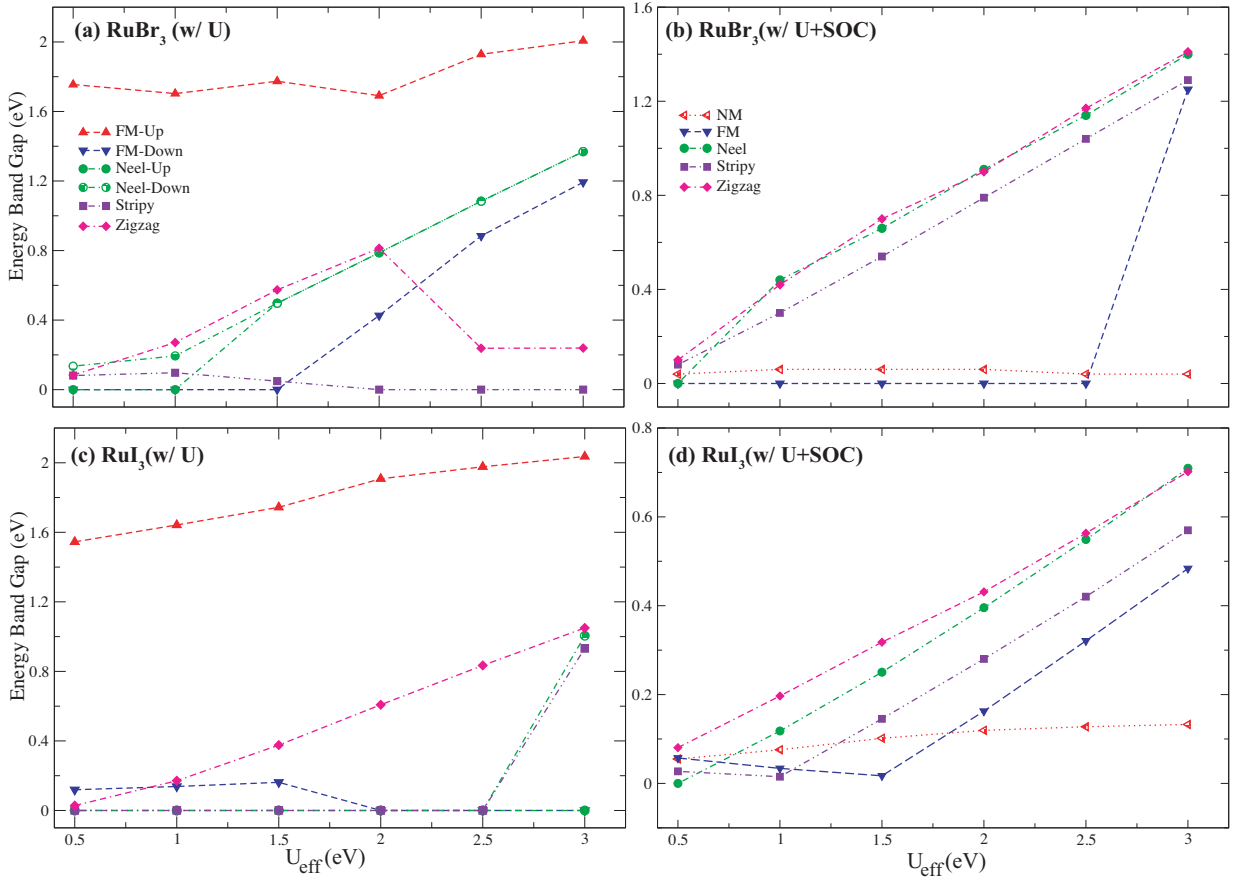 (a) RuBr3 (w/ U)
2
1.6
1.2
0.8
0.4
0
Energy Band Gap (eV)
FM-Up
FM-Down
Neel-Up
Neel-Down
Stripy
Zigzag
(b) RuBr3(w/ U+SOC)
1.6
1.2
0.8
0.4
0
NM
FM
Neel
Stripy
Zigzag
(c) RuI3(w/ U)
2
1.6
1.2
0.8
0.4
0
Energy Band Gap (eV)
0.5
1
1.5
2
2.5
3
Ueff(eV)
(d) RuI3(w/ U+SOC)
0.8
0.6
0.4
0.2
0
0.5
1
1.5
2
2.5
3
Ueff(eV)